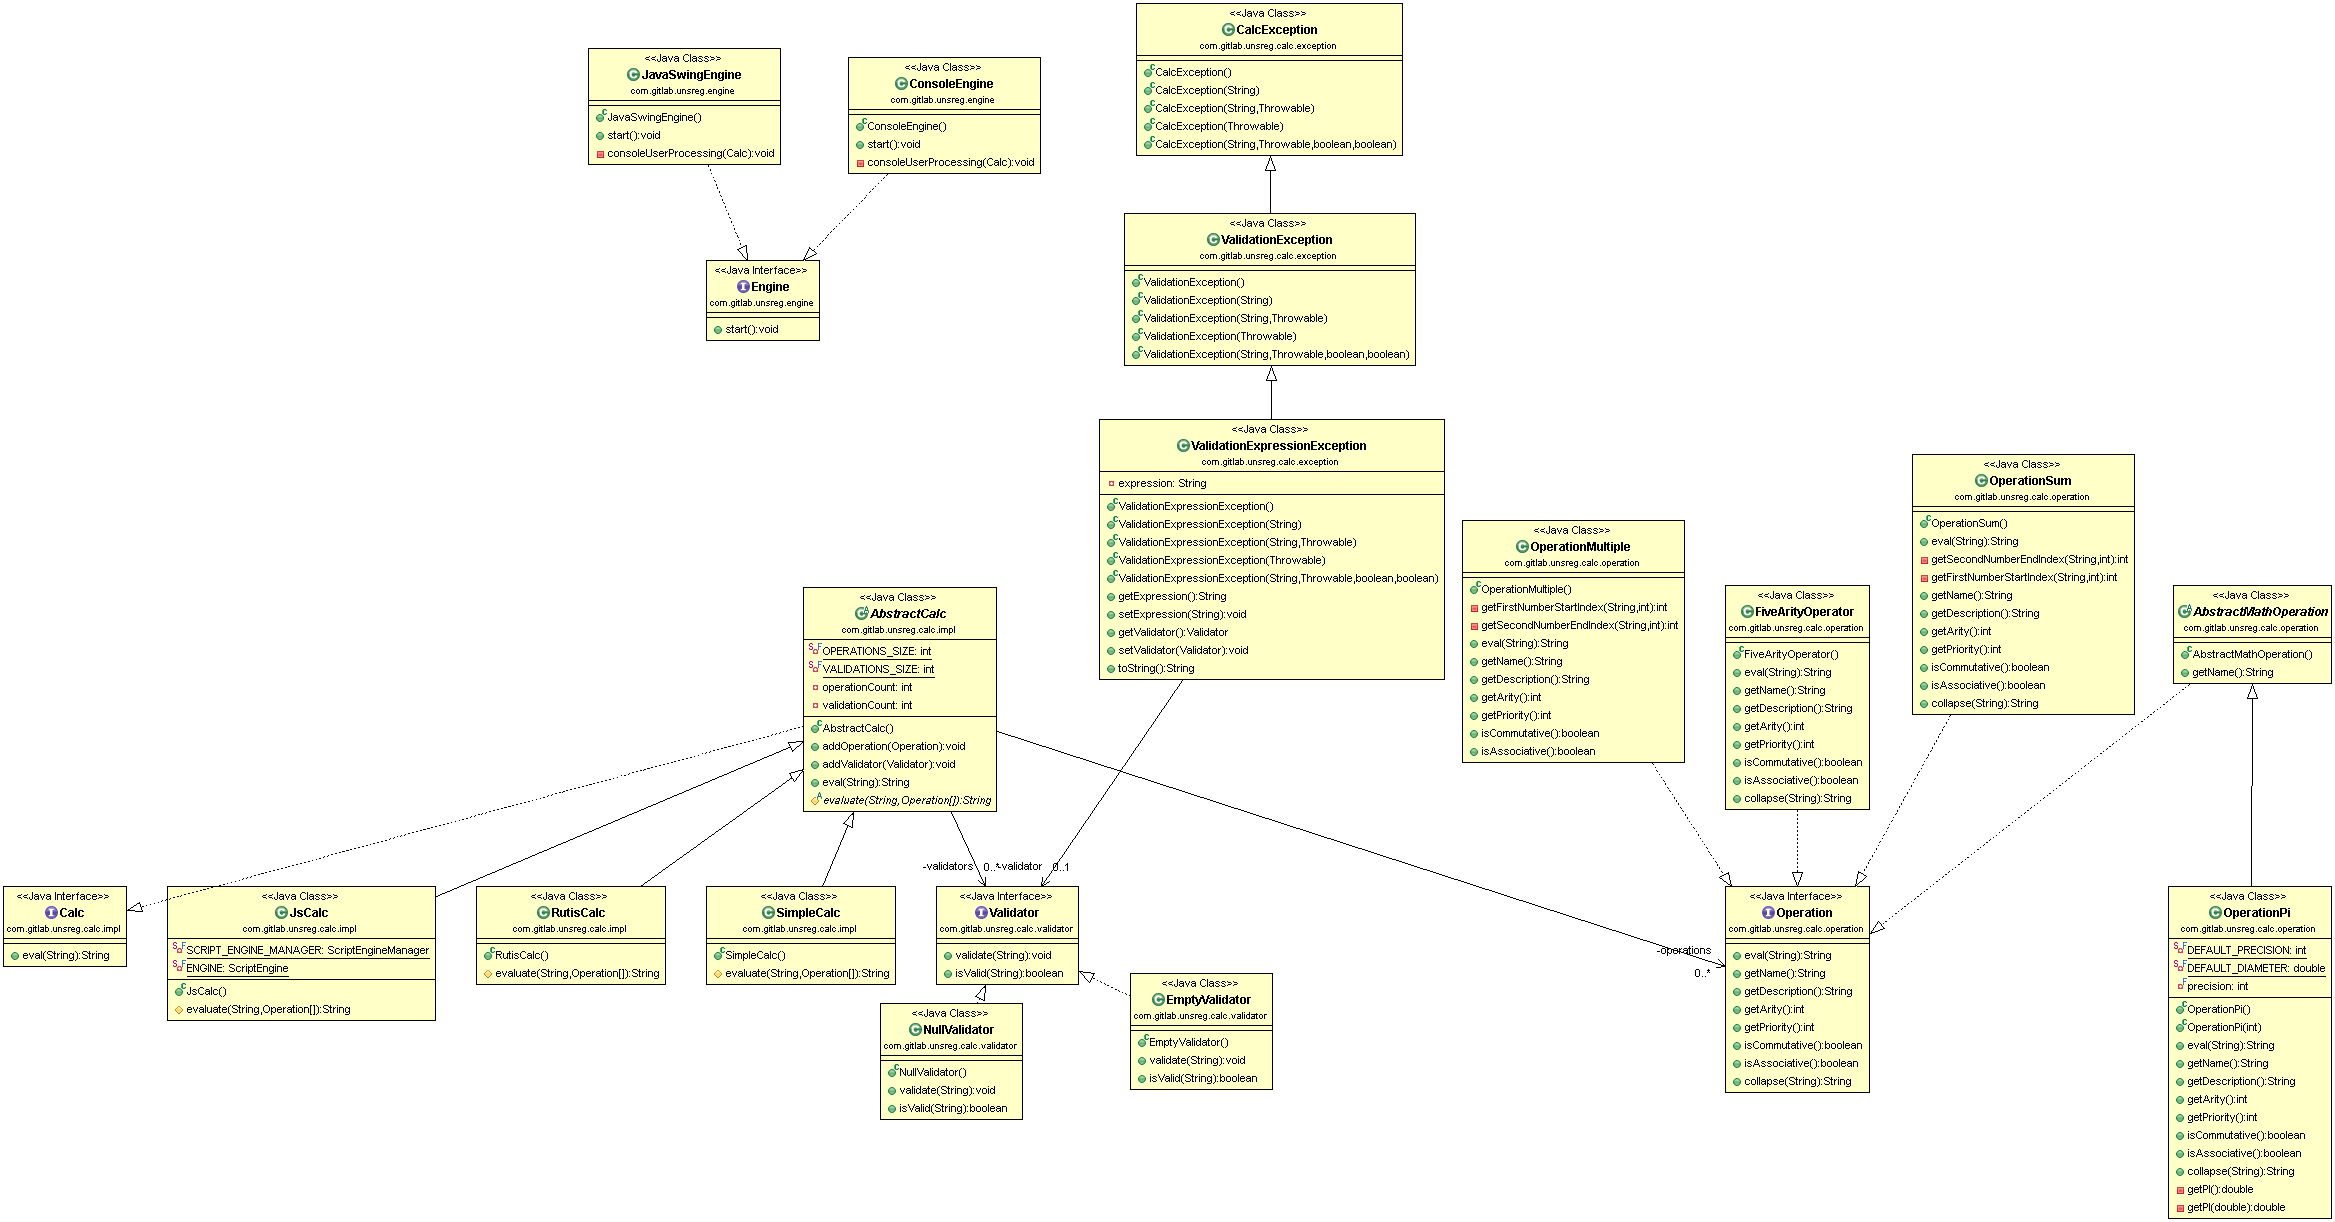 <<Java Class>>
CalcException
com.gitlab.unsreg.calc.exception
CalcException()
CalcException(String)
CalcException(String,Throwable)
CalcException(Throwable)
CalcException(String,Throwable,boolean,boolean)
<<Java Class>>
JavaSwingEngine
com.gitlab.unsreg.engine
JavaSwingEngine()
start():void
consoleUserProcessing(Calc):void
<<Java Class>>
ConsoleEngine
com.gitlab.unsreg.engine
ConsoleEngine()
start():void
consoleUserProcessing(Calc):void
<<Java Class>>
ValidationException
com.gitlab.unsreg.calc.exception
ValidationException()
ValidationException(String)
ValidationException(String,Throwable)
ValidationException(Throwable)
ValidationException(String,Throwable,boolean,boolean)
<<Java Interface>>
Engine
com.gitlab.unsreg.engine
start():void
<<Java Class>>
ValidationExpressionException
com.gitlab.unsreg.calc.exception
expression: String
ValidationExpressionException()
ValidationExpressionException(String)
ValidationExpressionException(String,Throwable)
ValidationExpressionException(Throwable)
ValidationExpressionException(String,Throwable,boolean,boolean)
getExpression():String
setExpression(String):void
getValidator():Validator
setValidator(Validator):void
toString():String
<<Java Class>>
OperationSum
com.gitlab.unsreg.calc.operation
OperationSum()
eval(String):String
getSecondNumberEndIndex(String,int):int
getFirstNumberStartIndex(String,int):int
getName():String
getDescription():String
getArity():int
getPriority():int
isCommutative():boolean
isAssociative():boolean
collapse(String):String
<<Java Class>>
OperationMultiple
com.gitlab.unsreg.calc.operation
OperationMultiple()
getFirstNumberStartIndex(String,int):int
getSecondNumberEndIndex(String,int):int
eval(String):String
getName():String
getDescription():String
getArity():int
getPriority():int
isCommutative():boolean
isAssociative():boolean
<<Java Class>>
FiveArityOperator
com.gitlab.unsreg.calc.operation
FiveArityOperator()
eval(String):String
getName():String
getDescription():String
getArity():int
getPriority():int
isCommutative():boolean
isAssociative():boolean
collapse(String):String
<<Java Class>>
AbstractMathOperation
com.gitlab.unsreg.calc.operation
AbstractMathOperation()
getName():String
<<Java Class>>
AbstractCalc
com.gitlab.unsreg.calc.impl
OPERATIONS_SIZE: int
VALIDATIONS_SIZE: int
operationCount: int
validationCount: int
AbstractCalc()
addOperation(Operation):void
addValidator(Validator):void
eval(String):String
evaluate(String,Operation[]):String
-validators 0..*
-validator 0..1
-operations
0..*
<<Java Interface>>
Calc
com.gitlab.unsreg.calc.impl
eval(String):String
<<Java Class>>
JsCalc
com.gitlab.unsreg.calc.impl
SCRIPT_ENGINE_MANAGER: ScriptEngineManager
ENGINE: ScriptEngine
JsCalc()
evaluate(String,Operation[]):String
<<Java Class>>
RutisCalc
com.gitlab.unsreg.calc.impl
RutisCalc()
evaluate(String,Operation[]):String
<<Java Class>>
SimpleCalc
com.gitlab.unsreg.calc.impl
SimpleCalc()
evaluate(String,Operation[]):String
<<Java Interface>>
Validator
com.gitlab.unsreg.calc.validator
validate(String):void
isValid(String):boolean
<<Java Class>>
NullValidator
com.gitlab.unsreg.calc.validator
NullValidator()
validate(String):void
isValid(String):boolean
<<Java Class>>
EmptyValidator
com.gitlab.unsreg.calc.validator
EmptyValidator()
validate(String):void
isValid(String):boolean
<<Java Interface>>
Operation
com.gitlab.unsreg.calc.operation
eval(String):String
getName():String
getDescription():String
getArity():int
getPriority():int
isCommutative():boolean
isAssociative():boolean
collapse(String):String
<<Java Class>>
OperationPi
com.gitlab.unsreg.calc.operation
DEFAULT_PRECISION: int
DEFAULT_DIAMETER: double
precision: int
OperationPi()
OperationPi(int)
eval(String):String
getName():String
getDescription():String
getArity():int
getPriority():int
isCommutative():boolean
isAssociative():boolean
collapse(String):String
getPI():double
getPI(double):double